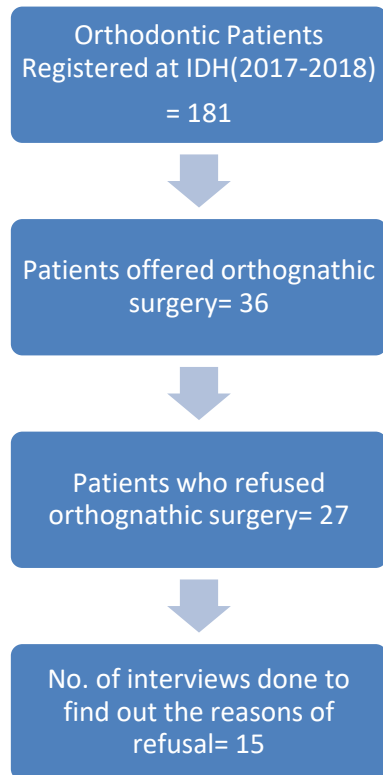 Orthodontic Patients
Registered at IDH(2017-2018)
= 181
Patients offered orthognathic
surgery= 36
Patients who refused
orthognathic surgery= 27
No. of interviews done to
find out the reasons of
refusal= 15